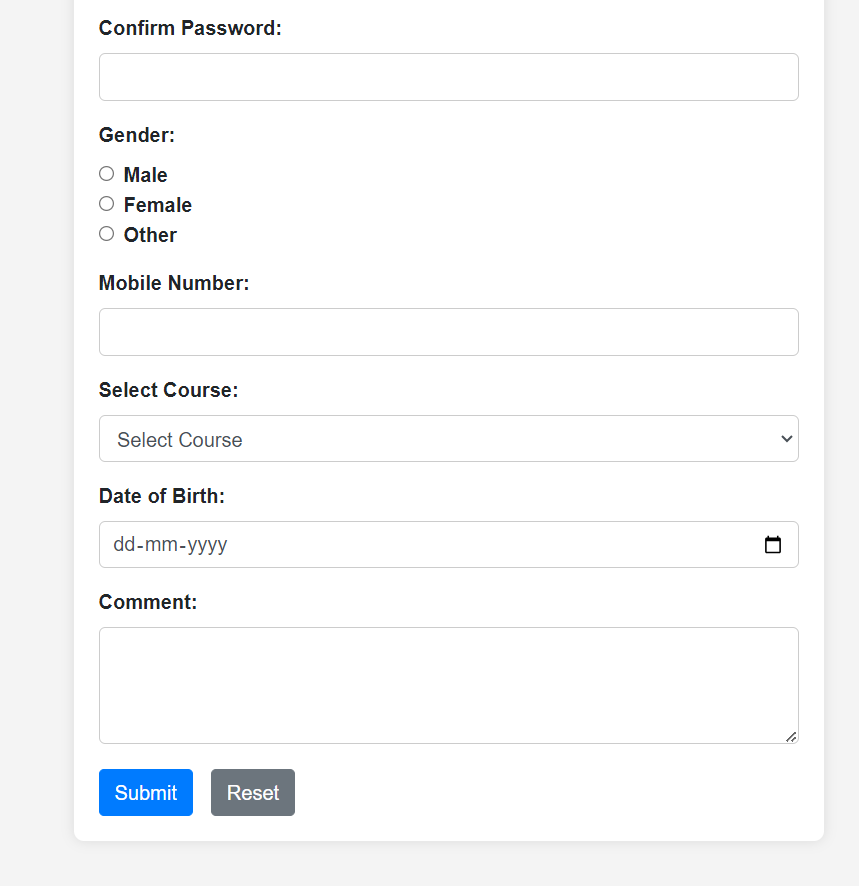 Confirm Password:
Gender:
Male
Female
Other
Mobile Number:
Select Course:
Select Course
Date of Birth:
dd-mm-yyyy
Comment:
Submit Reset